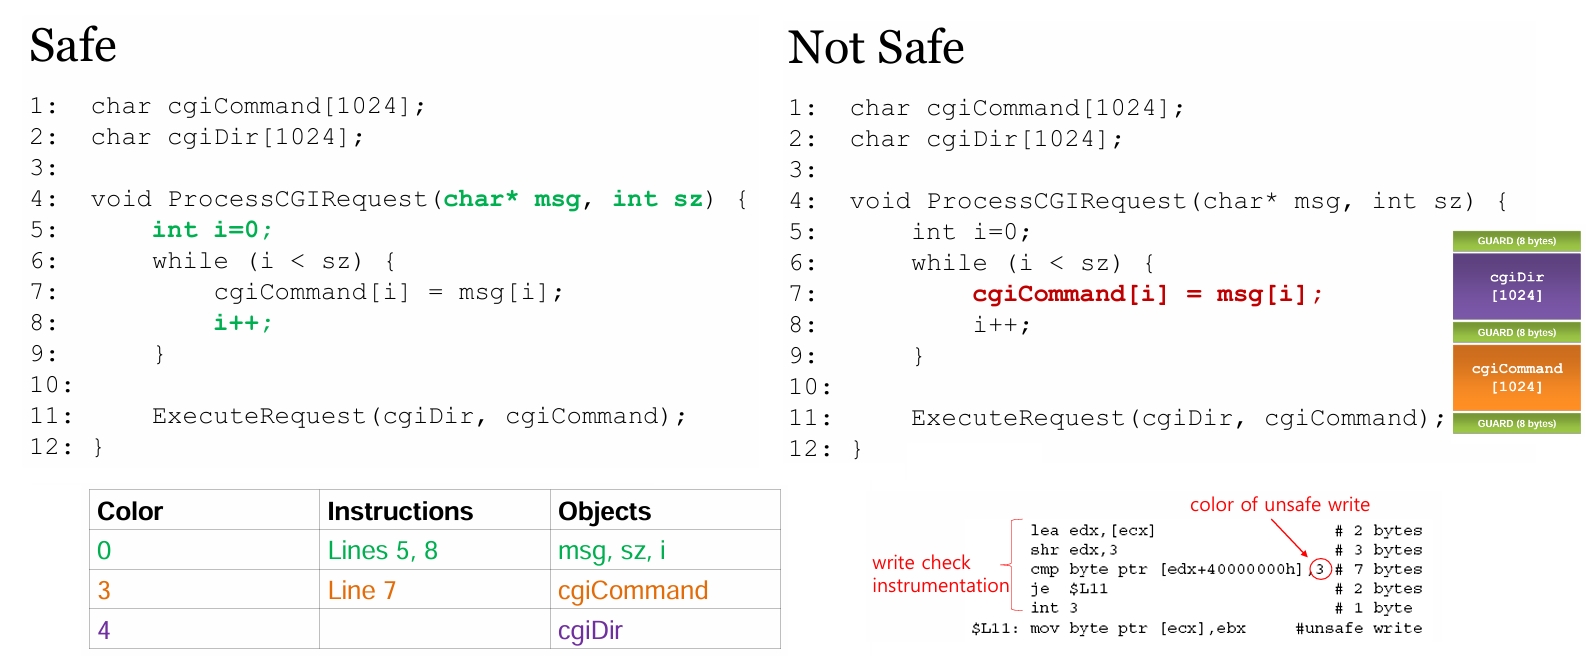 Safe
1: char cgiCommand[1024];
2: char cgiDir[1024];
3:
4: void ProcessCGIRequest(char* msg, int sz) {
5:     int i=0;
6:     while (i < sz) {
7:         cgiCommand[i] = msg[i];
8:         i++;
9:     }
10:
11:     ExecuteRequest(cgiDir, cgiCommand);
12: }
Not Safe
1: char cgiCommand[1024];
2: char cgiDir[1024];
3:
4: void ProcessCGIRequest(char* msg, int sz) {
5:     int i=0;
6:     while (i < sz) {
7:         cgiCommand[i] = msg[i];
8:         i++;
9:     }
10:
11:     ExecuteRequest(cgiDir, cgiCommand);
12: }
GUARD (8 bytes)
cgiDir
[1024]
GUARD (8 bytes)
cgiCommand
[1024]
GUARD (8 bytes)
Color Instructions Objects
0 Lines 5, 8 msg, sz, i
3 Line 7 cgiCommand
4 cgiDir
color of unsafe write
write check
instrumentation
lea edx,[ecx] # 2 bytes
shr edx,3 # 3 bytes
cmp byte ptr [edx+40000000h],3 # 7 bytes
je $L11 # 2 bytes
int 3 # 1 byte
$L11: mov byte ptr [ecx],ebx #unsafe write